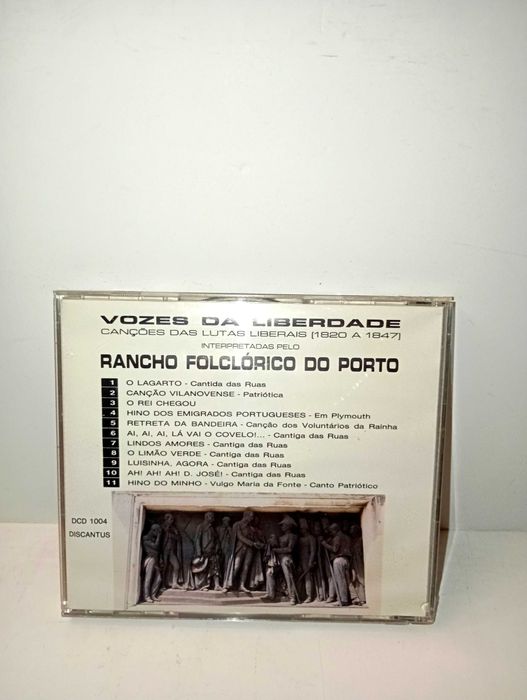 VOZES DA LIBERDADE
CANÇÕES DAS LUTAS LIBERAIS [1820 A 1847]
INTERPRETADAS PELO
RANCHO FOLCLÓRICO DO PORTO
1 O LAGARTO - Cantida das Ruas
2 CANÇÃO VILANOVENSE - Patriótica
3 O REI CHEGOU
4 HINO DOS EMIGRADOS PORTUGUESES - Em Plymouth
5 RETRETA DA BANDEIRA - Canção dos Voluntários da Rainha
6 AI, AI, AI, LÁ VAI O COVELO!... - Cantiga das Ruas
7 LINDOS AMORES - Cantiga das Ruas
8 O LIMÃO VERDE - Cantiga das Ruas
9 LUISINHA, AGORA - Cantiga das Ruas
10 AH! AH! AH! D. JOSÉ! - Cantiga das Ruas
11 HINO DO MINHO - Vulgo Maria da Fonte - Canto Patriótico
DCD 1004
DISCANTUS